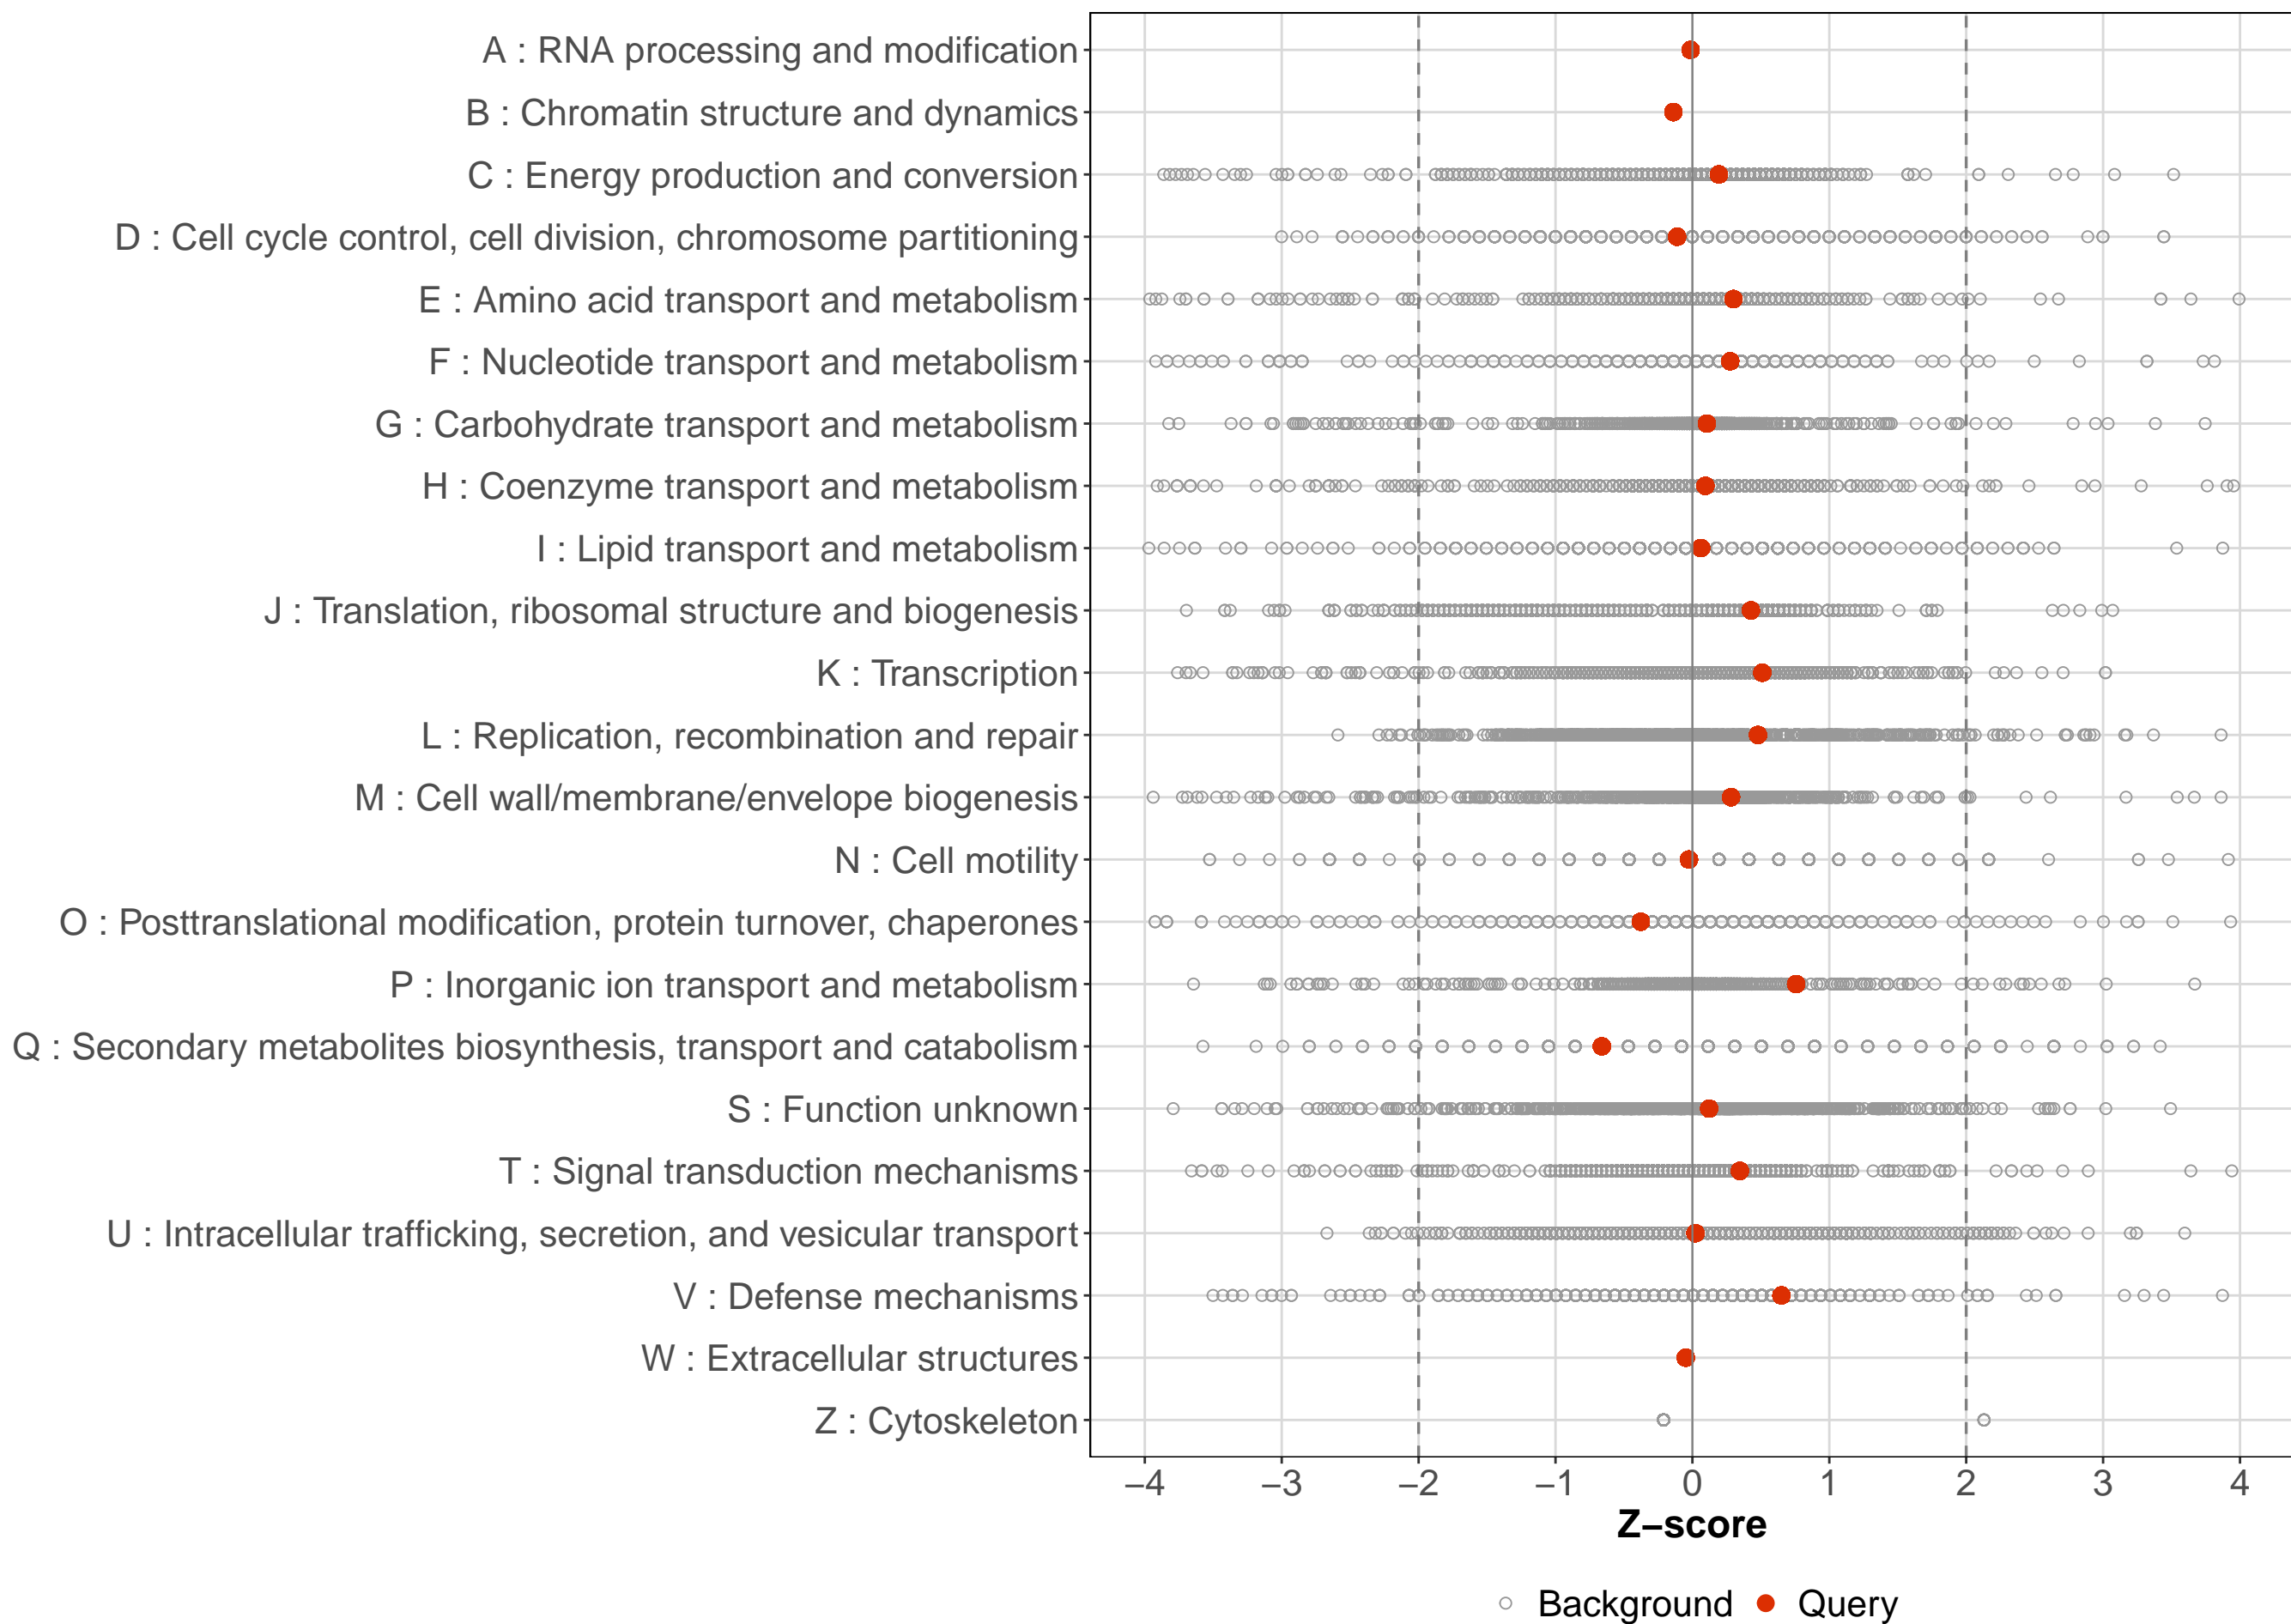 A : RNA processing and modification
B : Chromatin structure and dynamics
C : Energy production and conversion
D : Cell cycle control, cell division, chromosome partitioning
E : Amino acid transport and metabolism
F : Nucleotide transport and metabolism
G : Carbohydrate transport and metabolism
H : Coenzyme transport and metabolism
I : Lipid transport and metabolism
J : Translation, ribosomal structure and biogenesis
K : Transcription
L : Replication, recombination and repair
M : Cell wall/membrane/envelope biogenesis
N : Cell motility
O : Posttranslational modification, protein turnover, chaperones
P : Inorganic ion transport and metabolism
Q : Secondary metabolites biosynthesis, transport and catabolism
S : Function unknown
T : Signal transduction mechanisms
U : Intracellular trafficking, secretion, and vesicular transport
V : Defense mechanisms
W : Extracellular structures
Z : Cytoskeleton
−4 −3 −2 −1 0 1 2 3 4
Z−score
Background Query